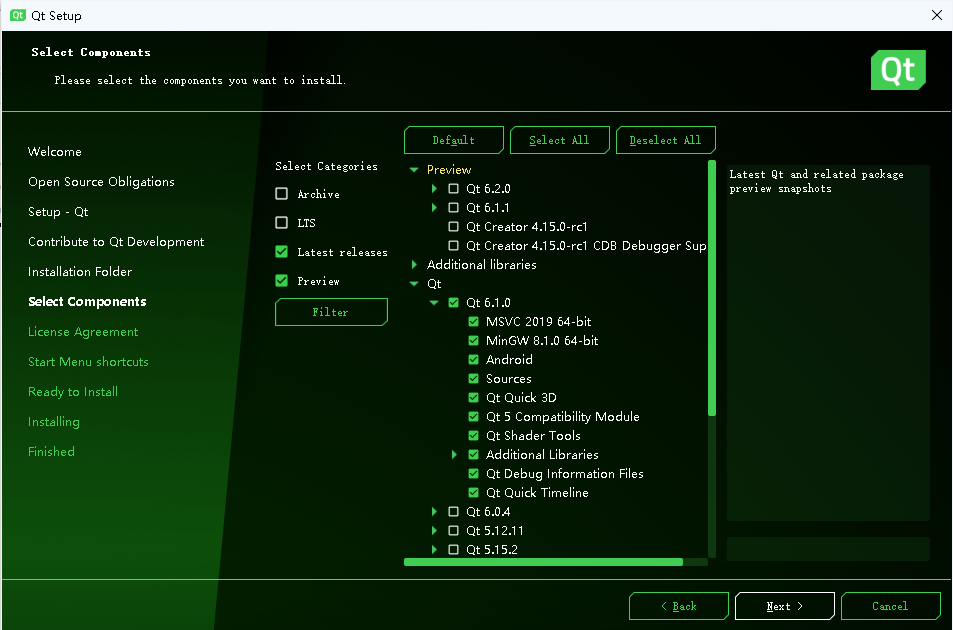 Qt Qt Setup
Select Components
Please select the components you want to install.
Qt
Welcome
Open Source Obligations
Setup - Qt
Contribute to Qt Development
Installation Folder
Select Components
License Agreement
Start Menu shortcuts
Ready to Install
Installing
Finished
Select Categories
Archive
LTS
Latest releases
Preview
Filter
Default Select All Deselect All
Preview
Qt 6.2.0
Qt 6.1.1
Qt Creator 4.15.0-rc1
Qt Creator 4.15.0-rc1 CDB Debugger Sup
Additional libraries
Qt
Qt 6.1.0
MSVC 2019 64-bit
MinGW 8.1.0 64-bit
Android
Sources
Qt Quick 3D
Qt 5 Compatibility Module
Qt Shader Tools
Additional Libraries
Qt Debug Information Files
Qt Quick Timeline
Qt 6.0.4
Qt 5.12.11
Qt 5.15.2
Latest Qt and related package
preview snapshots
< Back Next > Cancel